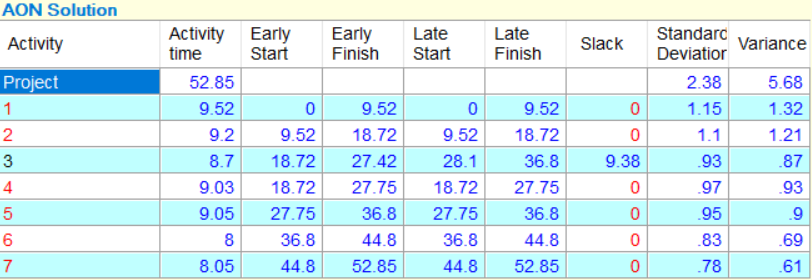 AON Solution
Activity Activity time Early Start Early Finish Late Start Late Finish Slack Standard Deviation Variance
Project 52.85 2.38 5.68
1 9.52 0 9.52 0 9.52 0 1.15 1.32
2 9.2 9.52 18.72 9.52 18.72 0 1.1 1.21
3 8.7 18.72 27.42 28.1 36.8 9.38 .93 .87
4 9.03 18.72 27.75 18.72 27.75 0 .97 .93
5 9.05 27.75 36.8 27.75 36.8 0 .95 .9
6 8 36.8 44.8 36.8 44.8 0 .83 .69
7 8.05 44.8 52.85 44.8 52.85 0 .78 .61